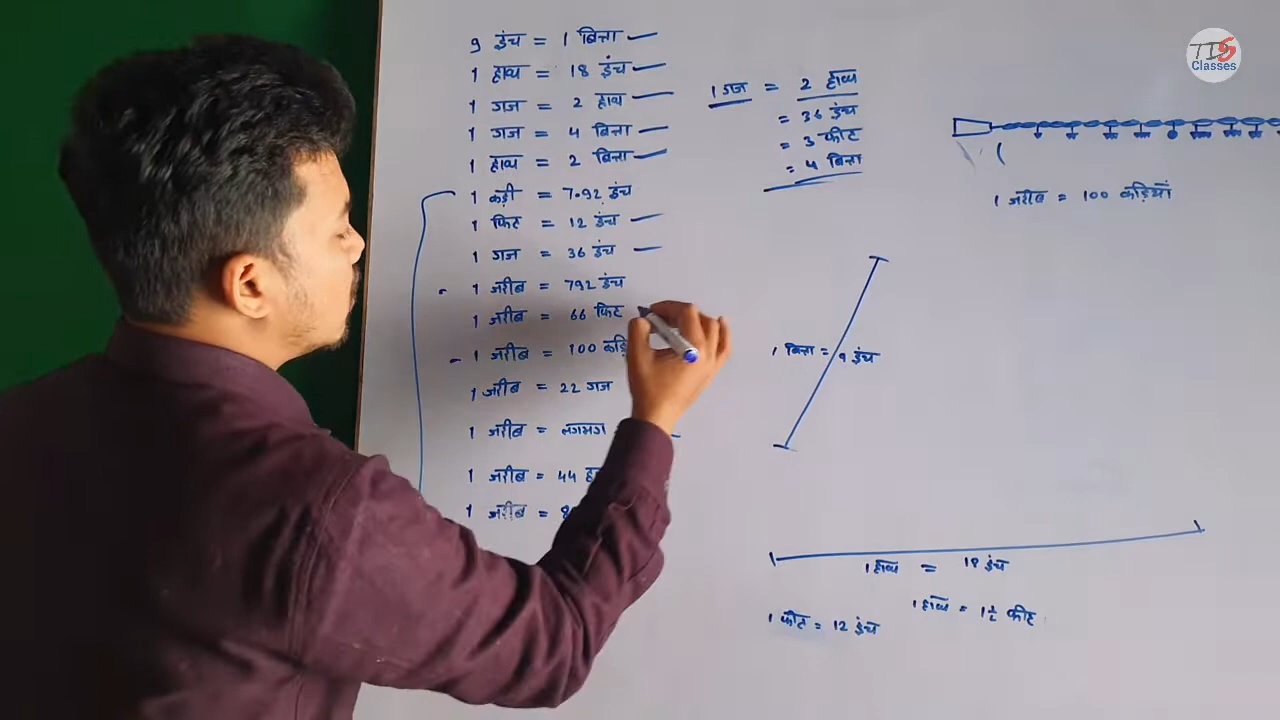 9 इंच = 1 बित्ता
1 हाथ = 18 इंच
1 गज = 2 हाथ
1 गज = 4 बित्ता
1 हाथ = 2 बित्ता
1 कड़ी = 7.92 इंच
1 फिट = 12 इंच
1 गज = 36 इंच
1 जरीब = 792 इंच
1 जरीब = 66 फिट
1 जरीब = 100
1 जरीब = 22 गज
1 जरीब = लगभग
1 जरीब = 44
1 जरीब =
1 गज = 2 हाथ
= 36 इंच
= 3 फीट
= 4 बित्ता
TIS
Classes
1 जरीब = 100 कड़ियाँ
1 बित्ता = 9 इंच
1 हाथ = 18 इंच
1 हाथ = 1 1/2 फीट
1 फीट = 12 इंच